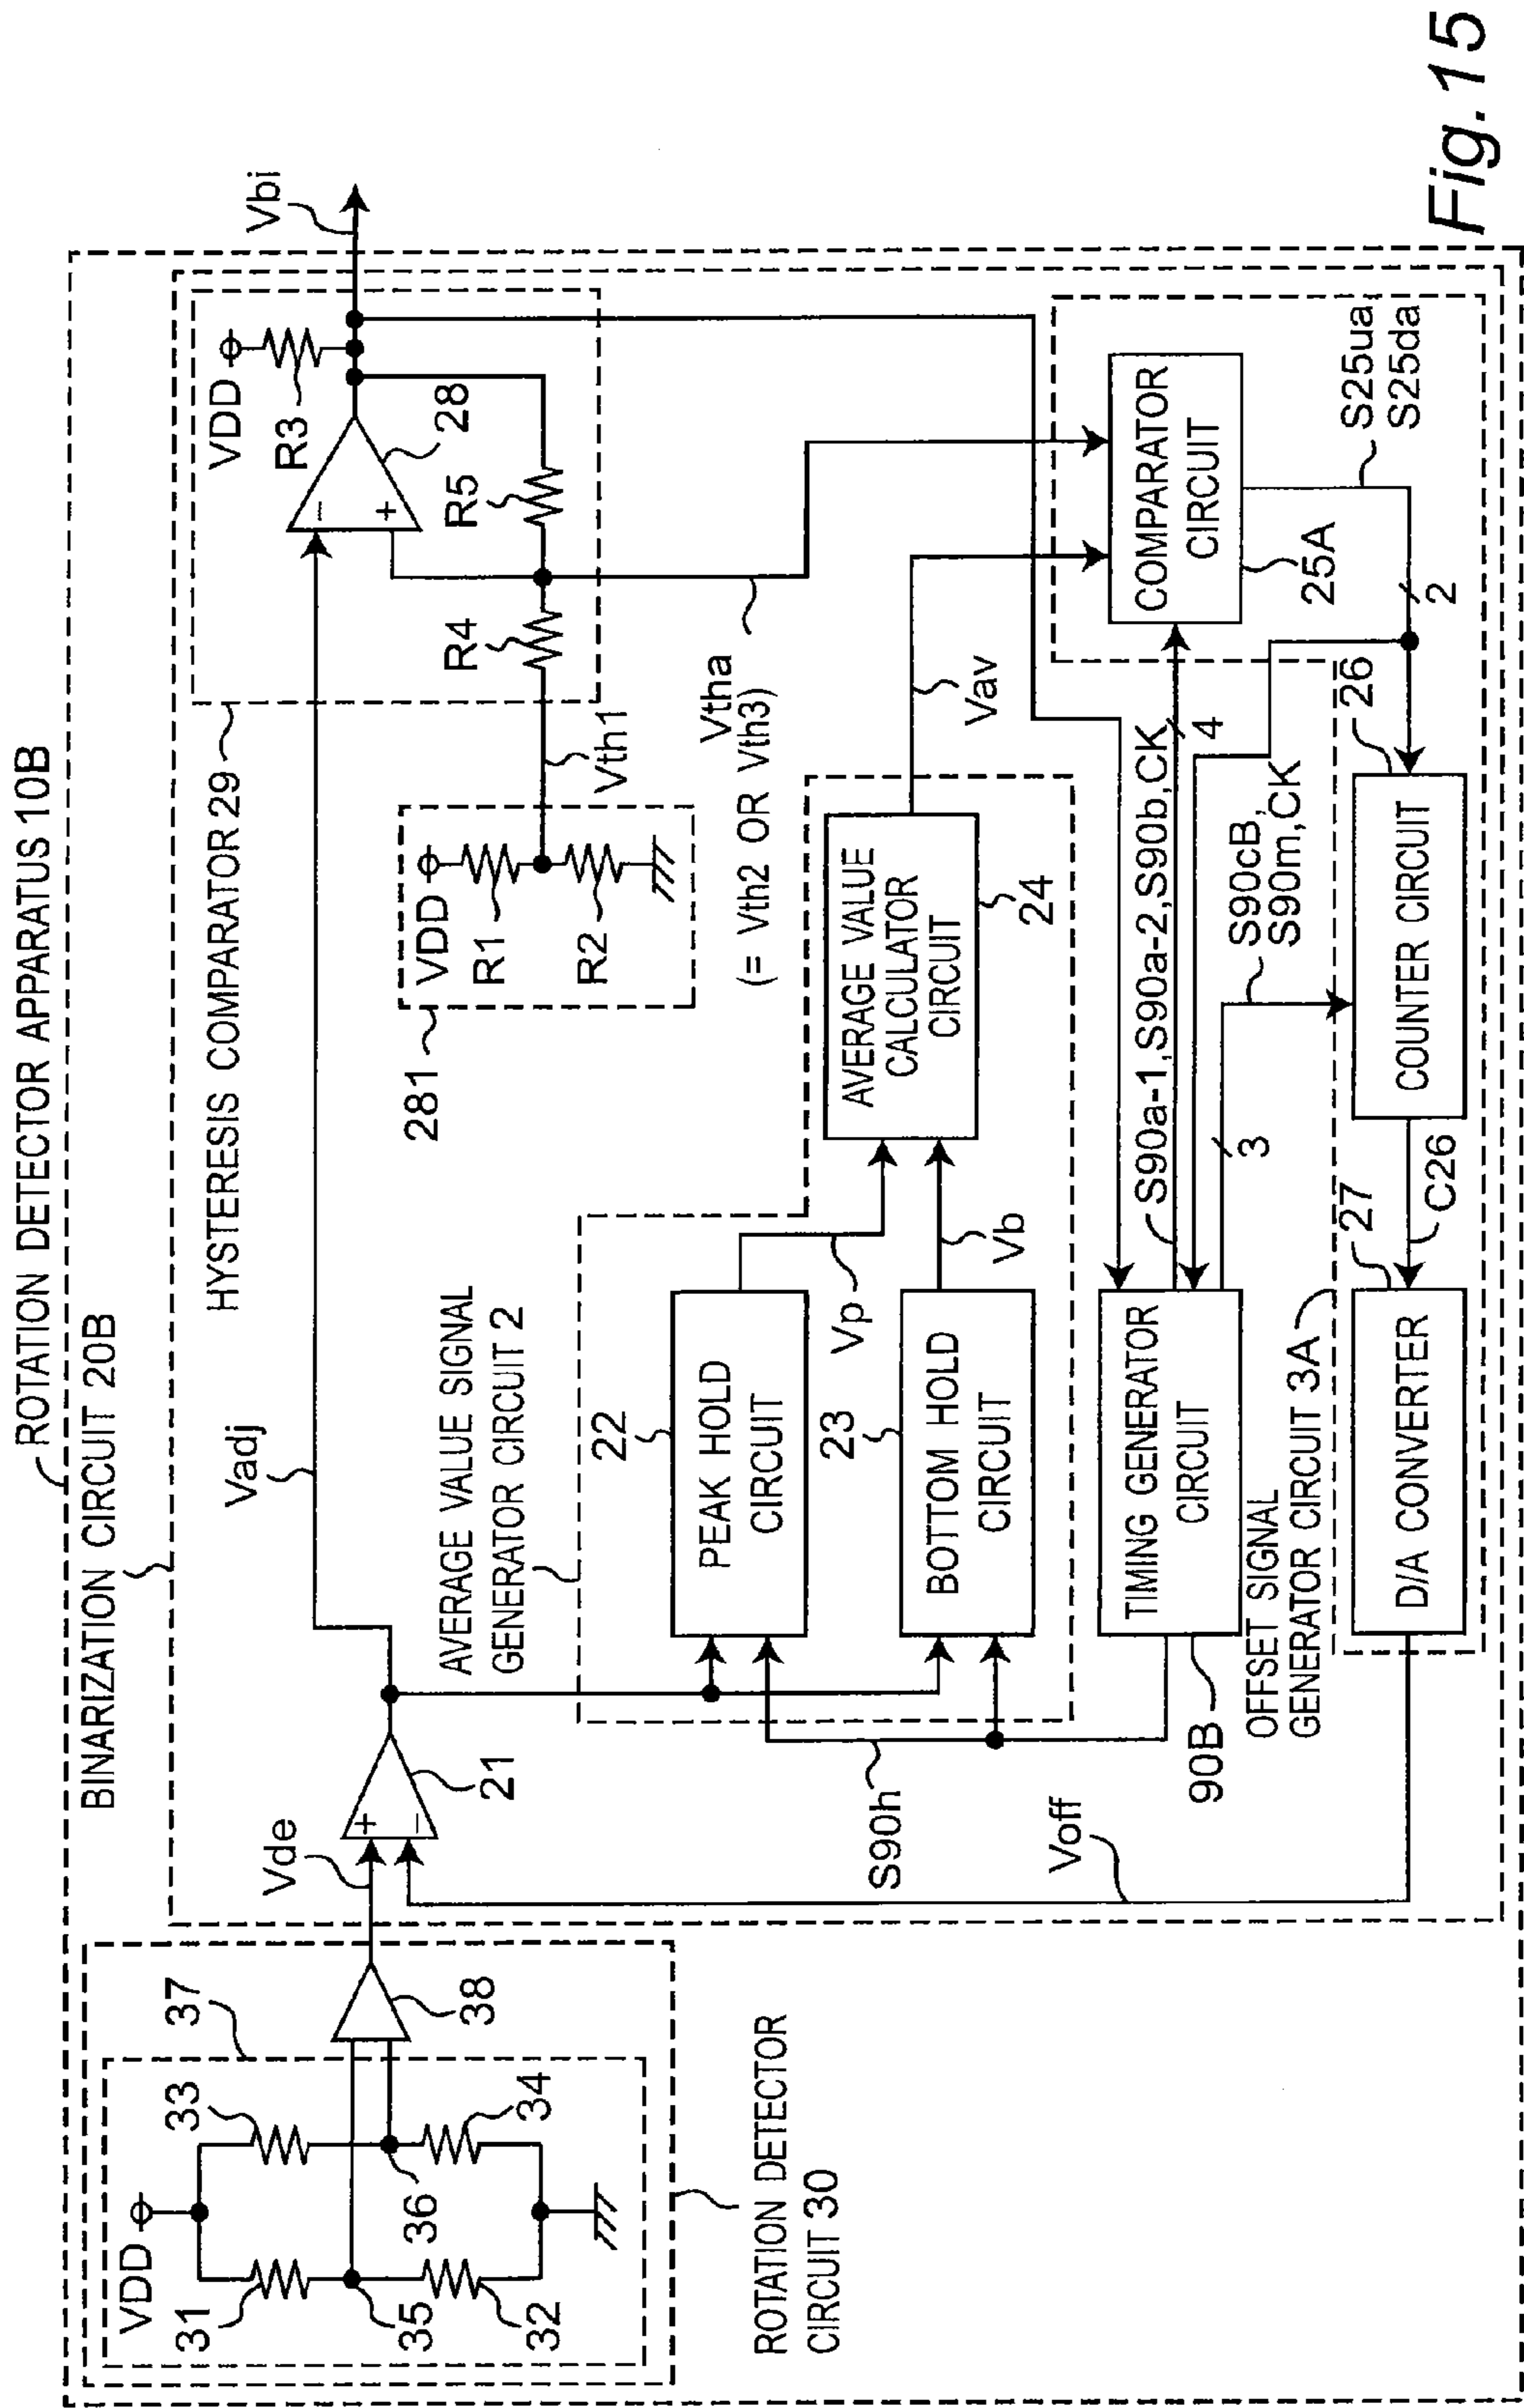 ROTATION DETECTOR APPARATUS 10B
BINARIZATION CIRCUIT 20B
HYSTERESIS COMPARATOR 29
VDD
31
33
35
36
32
34
37
38
ROTATION DETECTOR
CIRCUIT 30
Vde
21
Vadj
Voff
S90h
AVERAGE VALUE SIGNAL
GENERATOR CIRCUIT 2
22
PEAK HOLD
CIRCUIT
23
BOTTOM HOLD
CIRCUIT
Vp
Vb
AVERAGE VALUE
CALCULATOR
CIRCUIT
24
Vav
281
VDD
R1
R2
Vth1
Vtha
(= Vth2 OR Vth3)
R4
R5
VDD
R3
28
-
+
+
-
Vbi
TIMING GENERATOR
CIRCUIT
90B
S90a-1,S90a-2,S90b,CK
4
3
S90cB,
S90m,CK
COMPARATOR
CIRCUIT
25A
S25ua
S25da
2
26
COUNTER CIRCUIT
C26
27
D/A CONVERTER
OFFSET SIGNAL
GENERATOR CIRCUIT 3A
Fig.15